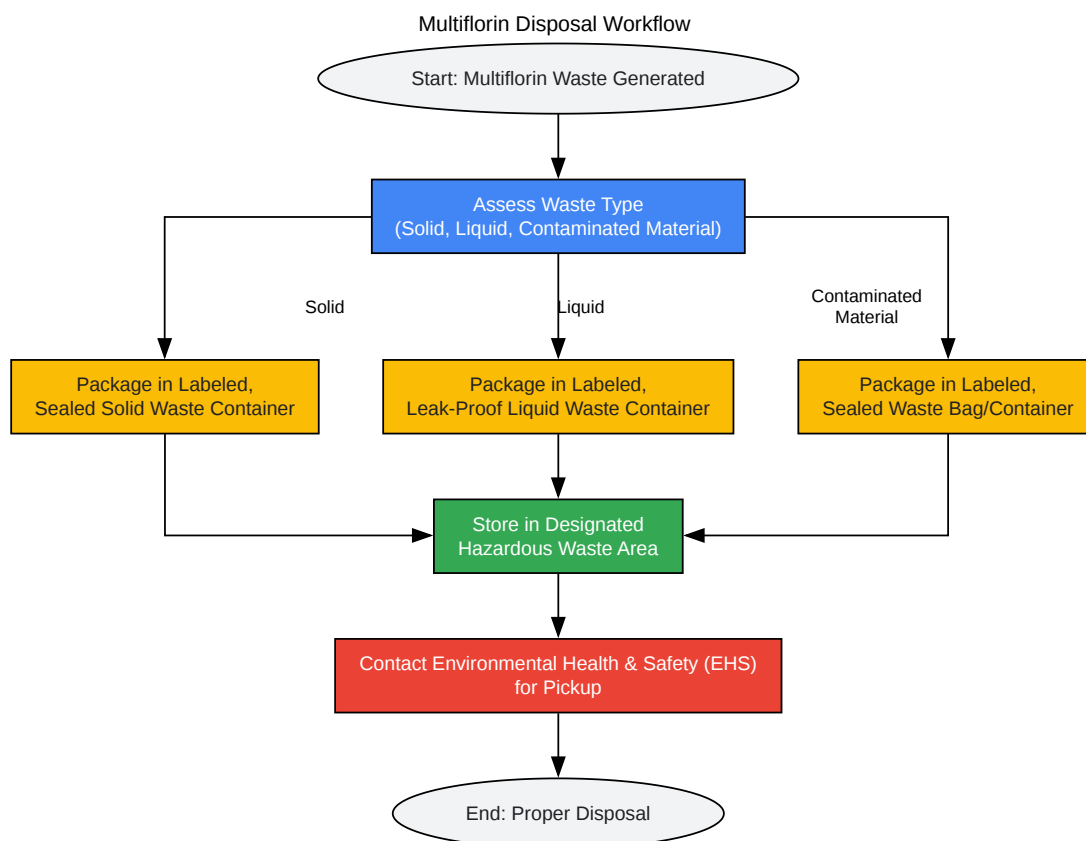 Multiflorin Disposal Workflow
Start: Multiflorin Waste Generated
Assess Waste Type
(Solid, Liquid, Contaminated Material)
Solid
Liquid
Contaminated
Material
Package in Labeled,
Sealed Solid Waste Container
Package in Labeled,
Leak-Proof Liquid Waste Container
Package in Labeled,
Sealed Waste Bag/Container
Store in Designated
Hazardous Waste Area
Contact Environmental Health & Safety (EHS)
for Pickup
End: Proper Disposal